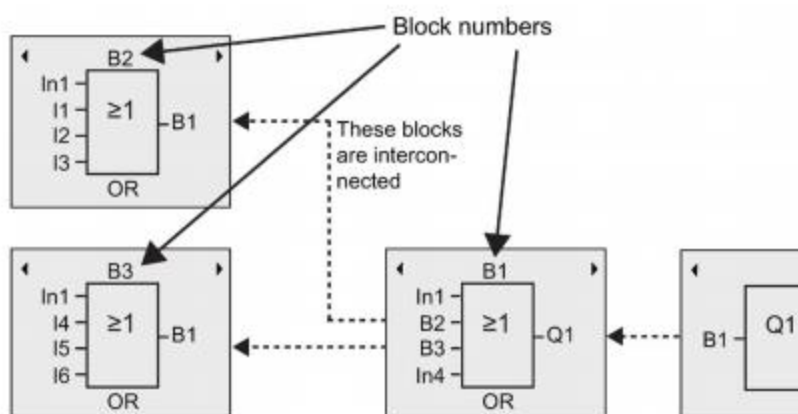 Block numbers
B2
In1
I1
I2
I3
≥1
B1
OR
These blocks
are intercon-
nected
B3
In1
I4
I5
I6
≥1
B1
OR
B1
In1
B2
B3
In4
≥1
Q1
OR
B1
Q1